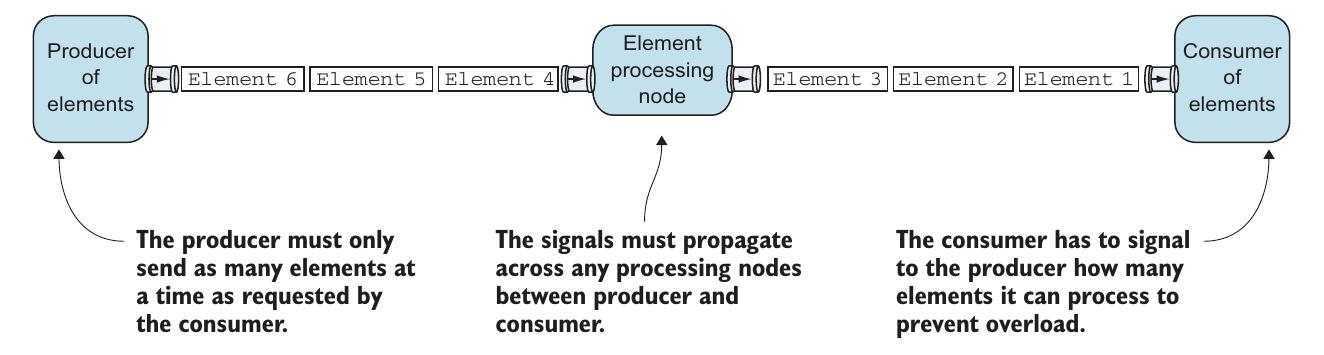 Producer
of
elements
Element 6
Element 5
Element 4
Element
processing
node
Element 3
Element 2
Element 1
Consumer
of
elements
The producer must only
send as many elements at
a time as requested by
the consumer.
The signals must propagate
across any processing nodes
between producer and
consumer.
The consumer has to signal
to the producer how many
elements it can process to
prevent overload.